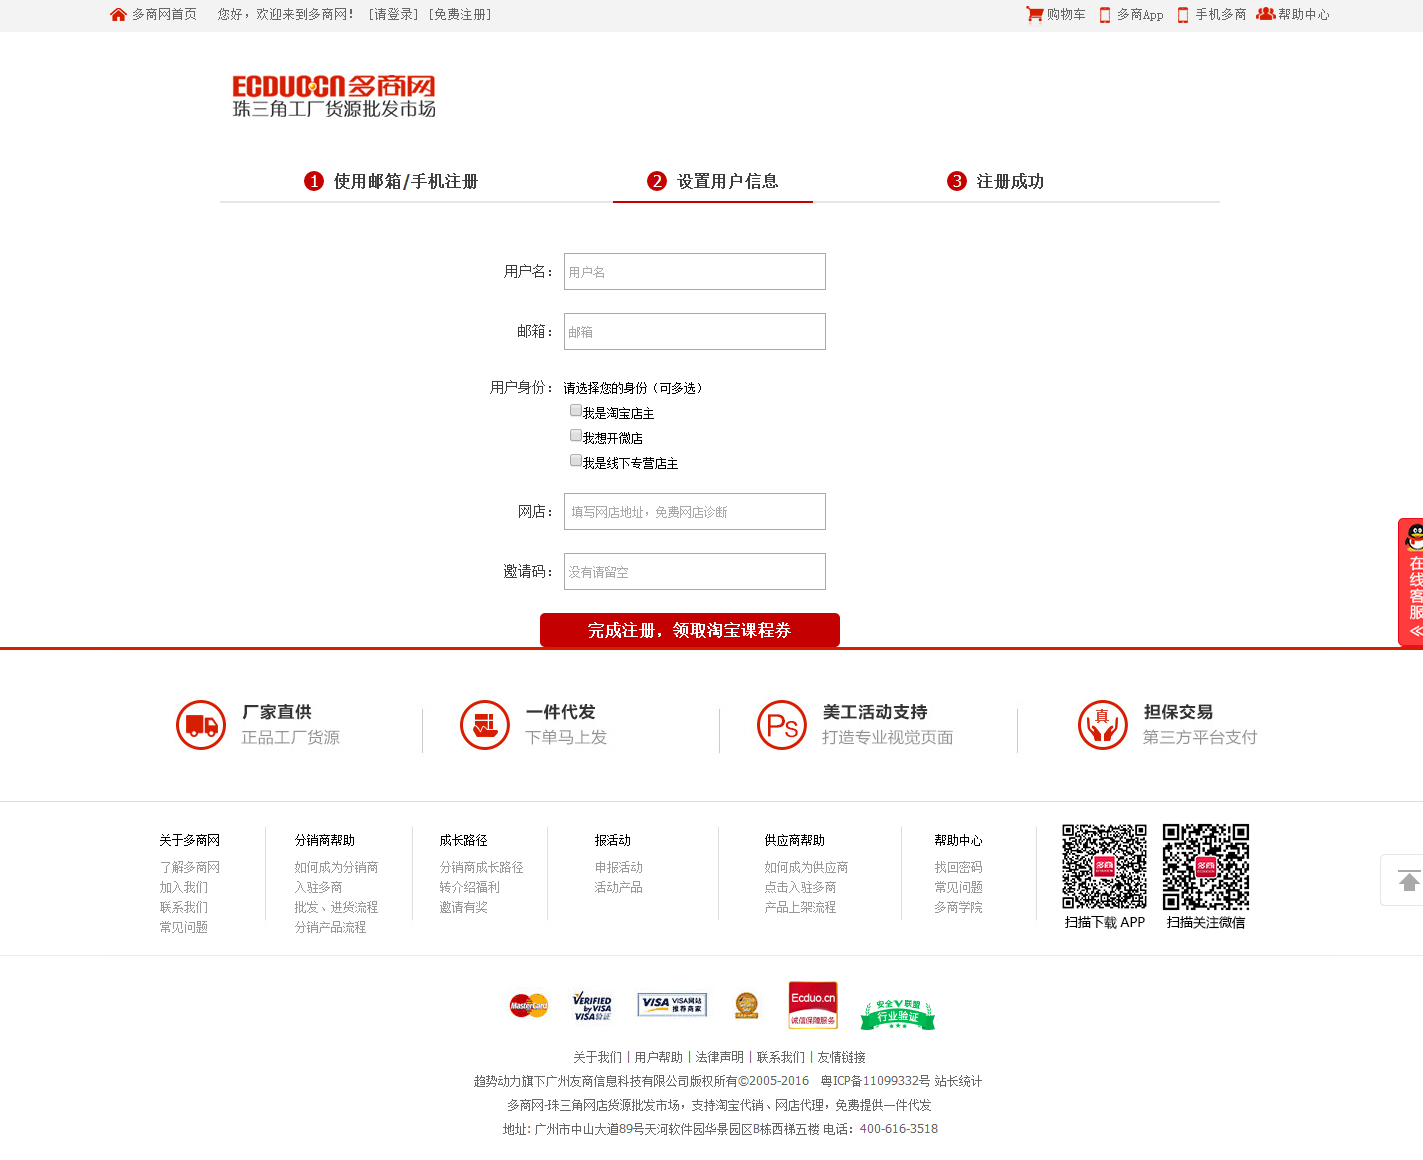 多商网首页 您好，欢迎来到多商网！ [请登录] [免费注册] 购物车 多商App 手机多商 帮助中心
ECDUO.CN多商网
珠三角工厂货源批发市场
1 使用邮箱/手机注册 2 设置用户信息 3 注册成功
用户名： 用户名
邮箱： 邮箱
用户身份： 请选择您的身份（可多选）
我是淘宝店主
我想开微店
我是线下专营店主
网店： 填写网店地址，免费网店诊断
邀请码： 没有请留空
完成注册，领取淘宝课程券
在线客服
厂家直供 一件代发 Ps 美工活动支持 真 担保交易
正品工厂货源 下单马上发 打造专业视觉页面 第三方平台支付
关于多商网 分销商帮助 成长路径 报活动 供应商帮助 帮助中心
了解多商网 如何成为分销商 分销商成长路径 申报活动 如何成为供应商 找回密码
加入我们 入驻多商 转介绍福利 活动产品 点击入驻多商 常见问题
联系我们 批发、进货流程 邀请有奖 产品上架流程 多商学院
常见问题 分销产品流程
多商 多商
扫描下载 APP 扫描关注微信
MasterCard VERIFIED by VISA VISA验证 VISA VISA网站推荐商家 Ecduo.cn 诚信保障服务 安全V联盟 行业验证
关于我们 | 用户帮助 | 法律声明 | 联系我们 | 友情链接
趋势动力旗下广州友商信息科技有限公司版权所有©2005-2016 粤ICP备11099332号 站长统计
多商网-珠三角网店货源批发市场，支持淘宝代销、网店代理，免费提供一件代发
地址: 广州市中山大道89号天河软件园华景园区B栋西梯五楼 电话：400-616-3518